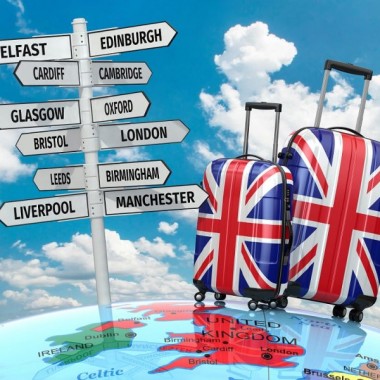 ELFAST
EDINBURGH
CARDIFF
CAMBRIDGE
GLASGOW
OXFORD
BRISTOL
LONDON
LEEDS
BIRMINGHAM
LIVERPOOL
MANCHESTER
UNITED
KINGDOM
IRELAND
Dublin
Birmingham
London
Cardiff
Celtic